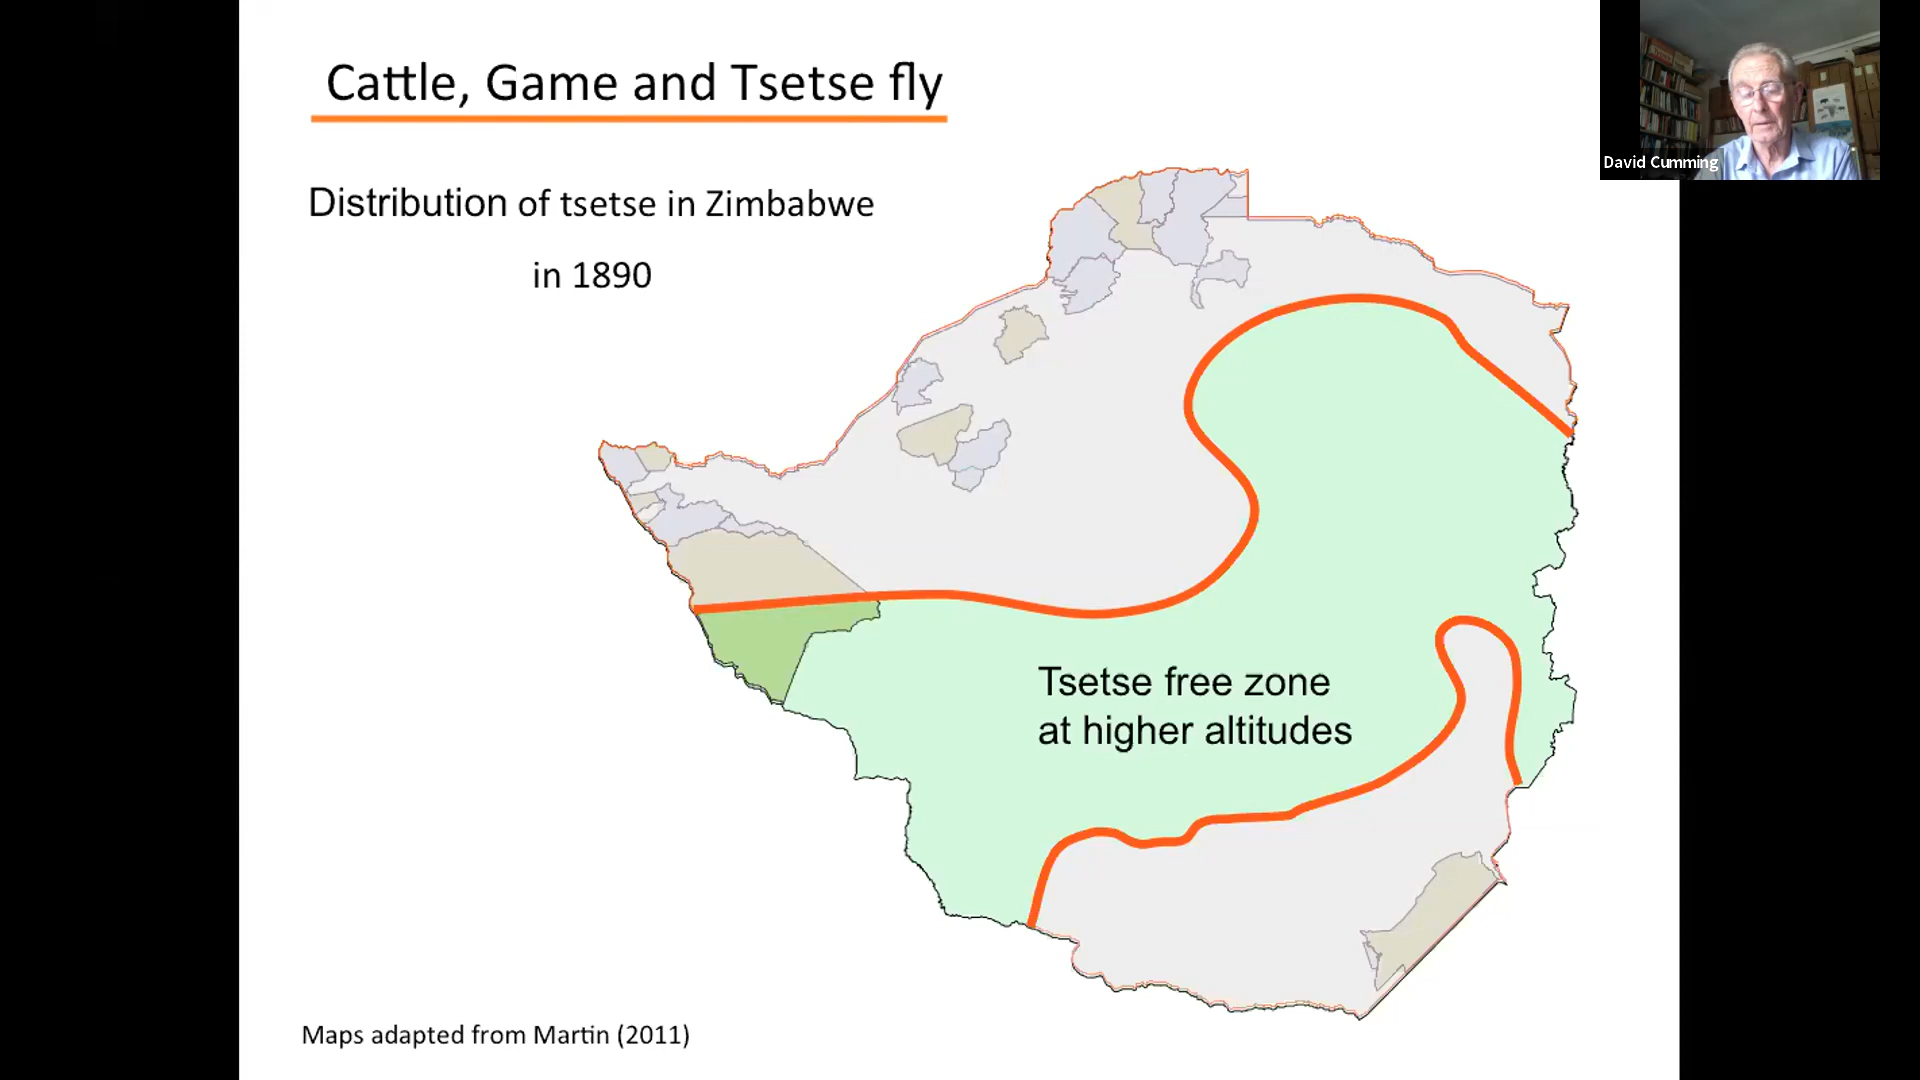 Cattle, Game and Tsetse fly
David Cumming
Distribution of tsetse in Zimbabwe
in 1890
Tsetse free zone
at higher altitudes
Maps adapted from Martin (2011)